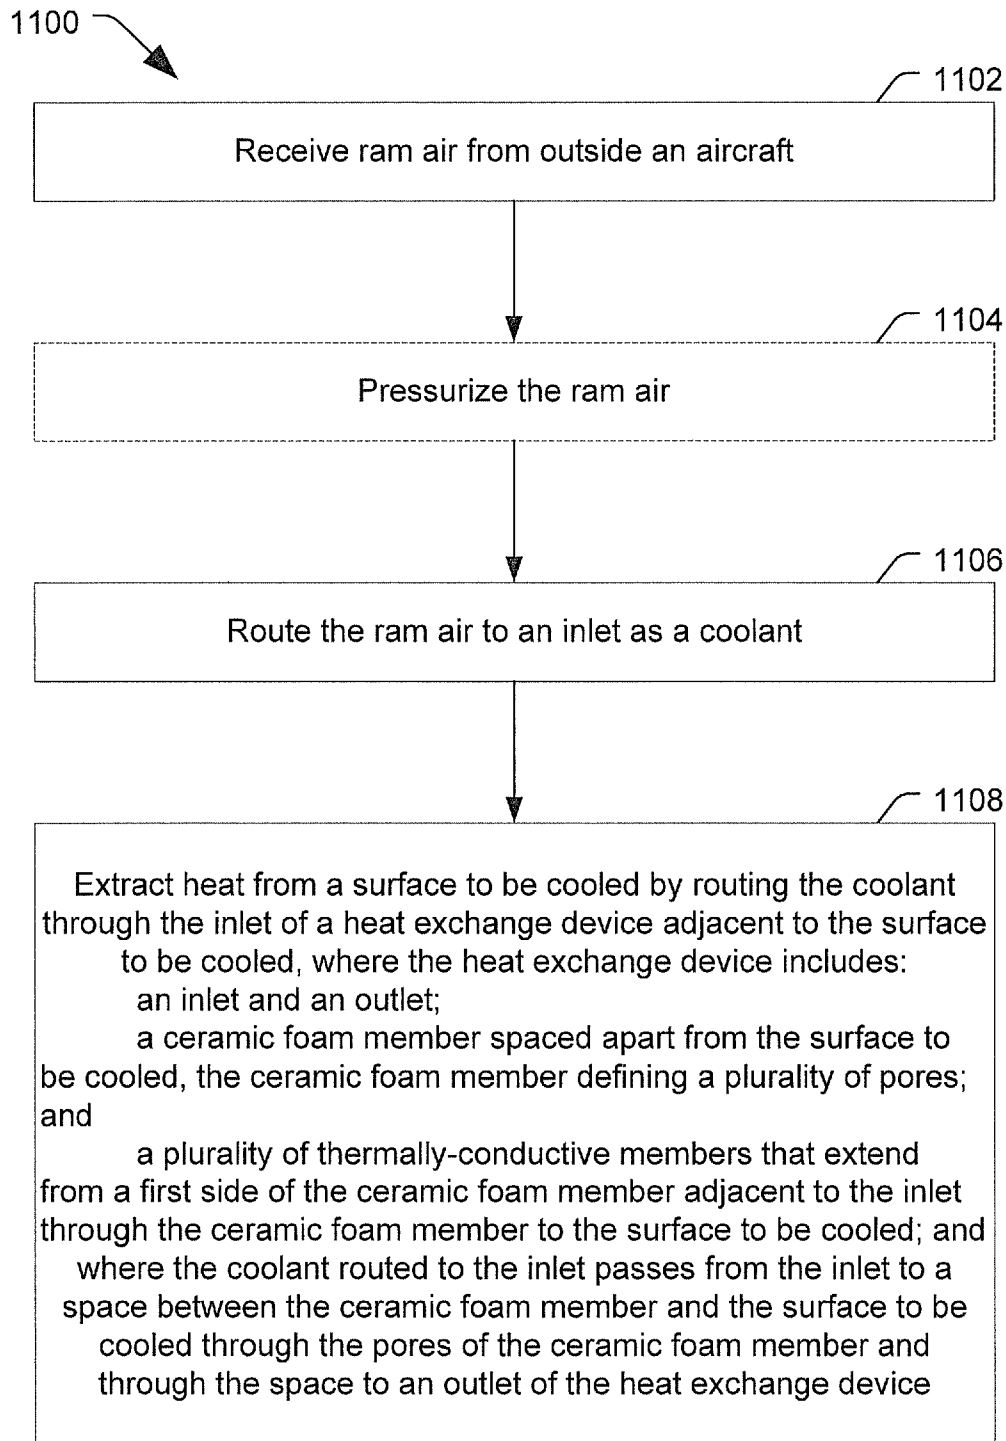 1100
1102
Receive ram air from outside an aircraft
1104
Pressurize the ram air
1106
Route the ram air to an inlet as a coolant
1108
Extract heat from a surface to be cooled by routing the coolant
through the inlet of a heat exchange device adjacent to the surface
to be cooled, where the heat exchange device includes:
an inlet and an outlet;
a ceramic foam member spaced apart from the surface to
be cooled, the ceramic foam member defining a plurality of pores;
and
a plurality of thermally-conductive members that extend
from a first side of the ceramic foam member adjacent to the inlet
through the ceramic foam member to the surface to be cooled; and
where the coolant routed to the inlet passes from the inlet to a
space between the ceramic foam member and the surface to be
cooled through the pores of the ceramic foam member and
through the space to an outlet of the heat exchange device